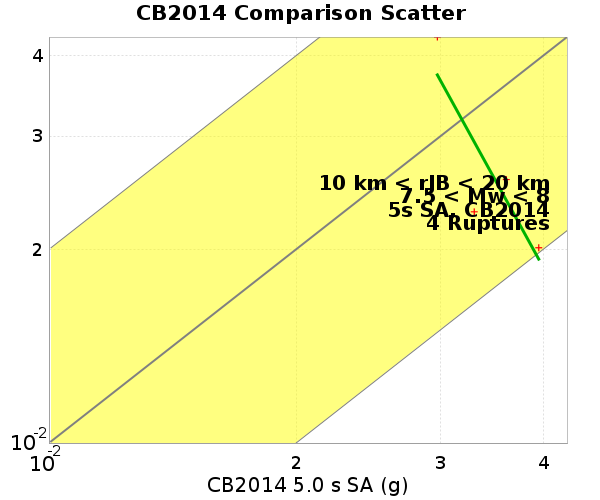 CB2014 Comparison Scatter
4
3
2
10-2
10 km < rJB < 20 km
7.5 < Mw < 8
5s SA, CB2014
4 Ruptures
10-2
2
3
4
CB2014 5.0 s SA (g)